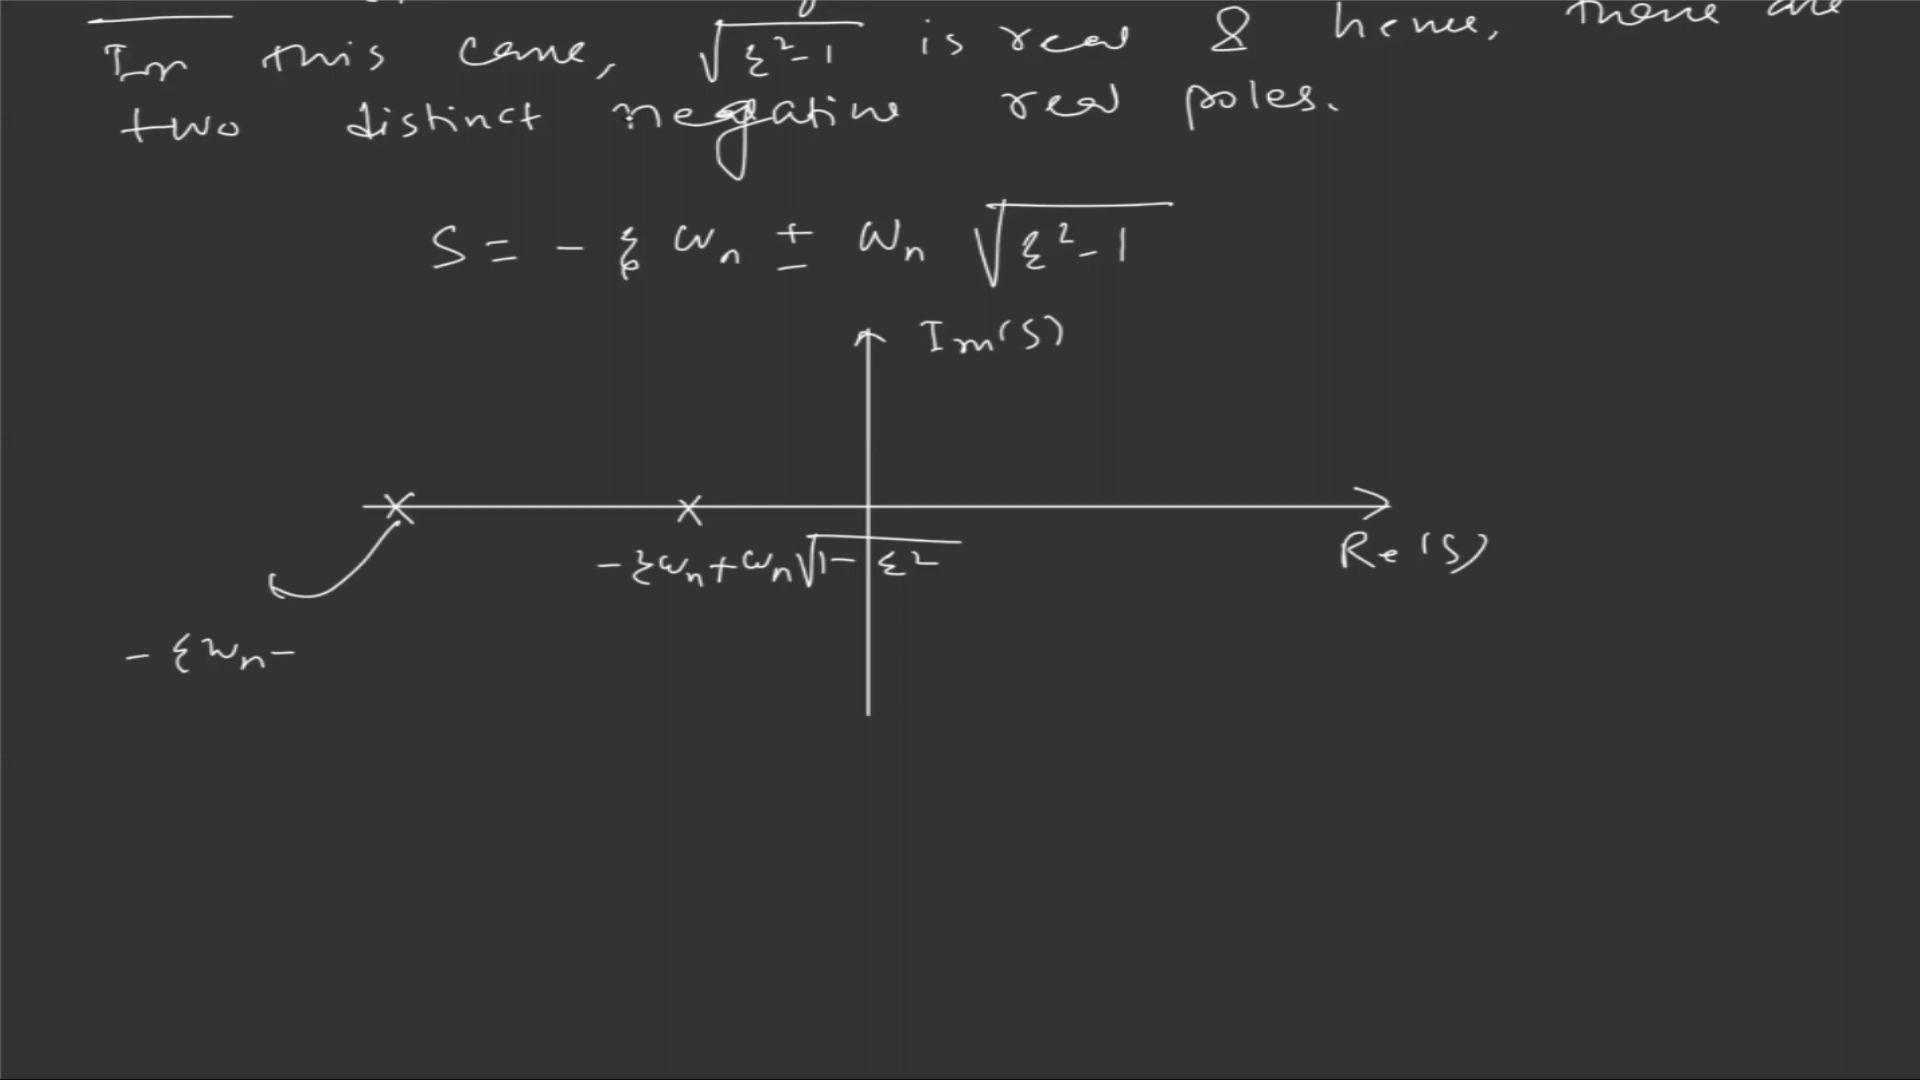 In this case, √(ξ²-1) is real & hence, there are
two distinct negative real poles.
S = - ξ ωn ± ωn √(ξ²-1)
Im(S)
-ξωn+ωn√(1-ξ²)
Re(S)
-ξωn-